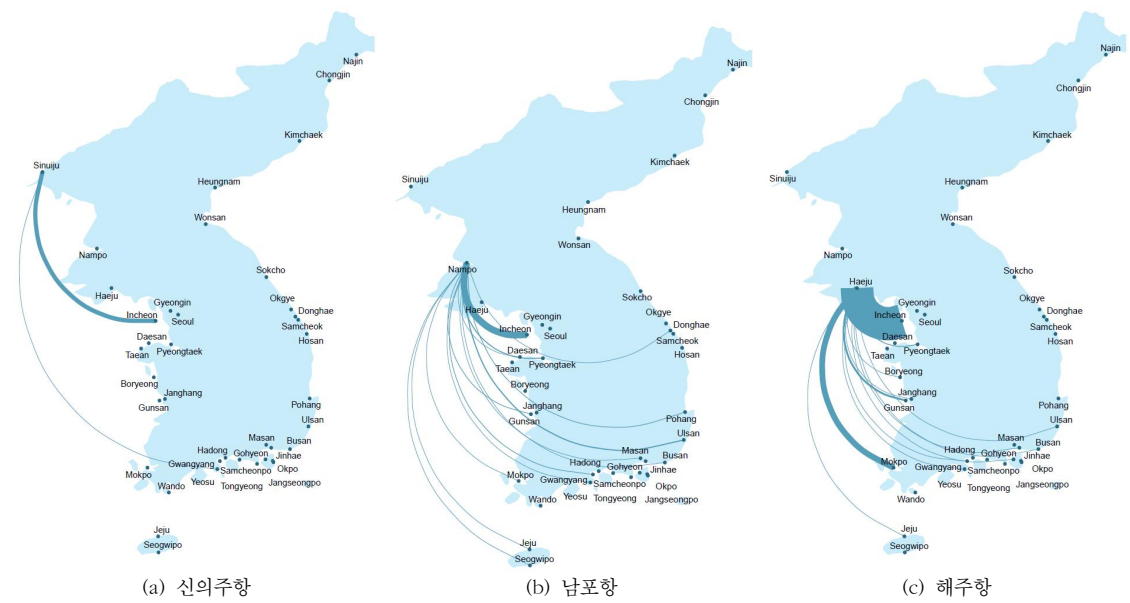 Najin
Chongjin
Kimchaek
Sinuiju
Heungnam
Wonsan
Nampo
Sokcho
Haeju
Gyeongin
Okgye
Incheon
Seoul
Donghae
Samcheok
Daesan
Hosan
Taean
Pyeongtaek
Boryeong
Janghang
Gunsan
Pohang
Ulsan
Masan
Busan
Hadong
Gohyeon
Jinhae
Gwangyang
Samcheonpo
Okpo
Mokpo
Yeosu
Tongyeong
Jangseongpo
Wando
Jeju
Seogwipo
(a) 신의주항
Najin
Chongjin
Kimchaek
Sinuiju
Heungnam
Wonsan
Nampo
Sokcho
Haeju
Gyeongin
Okgye
Incheon
Seoul
Donghae
Samcheok
Daesan
Hosan
Taean
Pyeongtaek
Boryeong
Janghang
Gunsan
Pohang
Ulsan
Masan
Busan
Hadong
Gohyeon
Jinhae
Gwangyang
Samcheonpo
Okpo
Mokpo
Yeosu
Tongyeong
Jangseongpo
Wando
Jeju
Seogwipo
(b) 남포항
Najin
Chongjin
Kimchaek
Sinuiju
Heungnam
Wonsan
Nampo
Sokcho
Haeju
Gyeongin
Okgye
Incheon
Seoul
Donghae
Samcheok
Daesan
Hosan
Taean
Pyeongtaek
Boryeong
Janghang
Gunsan
Pohang
Ulsan
Masan
Busan
Hadong
Gohyeon
Jinhae
Gwangyang
Samcheonpo
Okpo
Mokpo
Yeosu
Tongyeong
Jangseongpo
Wando
Jeju
Seogwipo
(c) 해주항